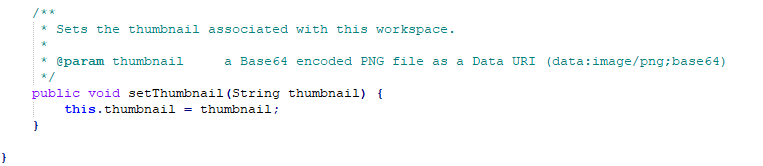 /**
 * Sets the thumbnail associated with this workspace.
 *
 * @param thumbnail     a Base64 encoded PNG file as a Data URI (data:image/png;base64)
 */
public void setThumbnail(String thumbnail) {
    this.thumbnail = thumbnail;
}
}